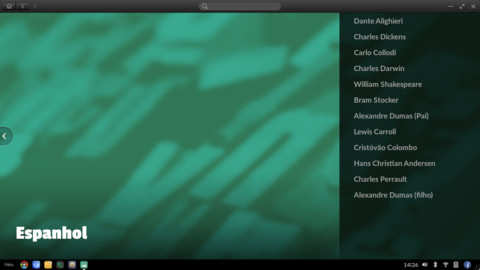 Dante Alighieri
Charles Dickens
Carlo Collodi
Charles Darwin
William Shakespeare
Bram Stocker
Alexandre Dumas (Pai)
Lewis Carroll
Cristóvão Colombo
Hans Christian Andersen
Charles Perrault
Alexandre Dumas (filho)
Espanhol
14:26